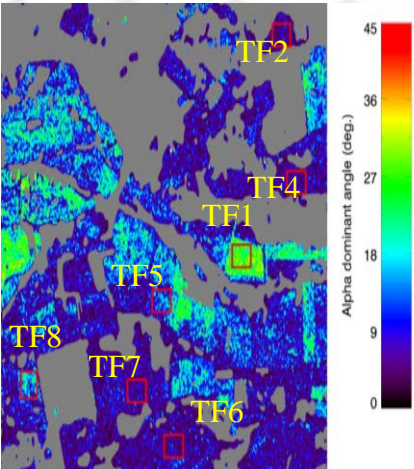 TF2
TF4
TF1
TF5
TF8
TF7
TF6
45
36
27
18
9
0
Alpha dominant angle (deg.)